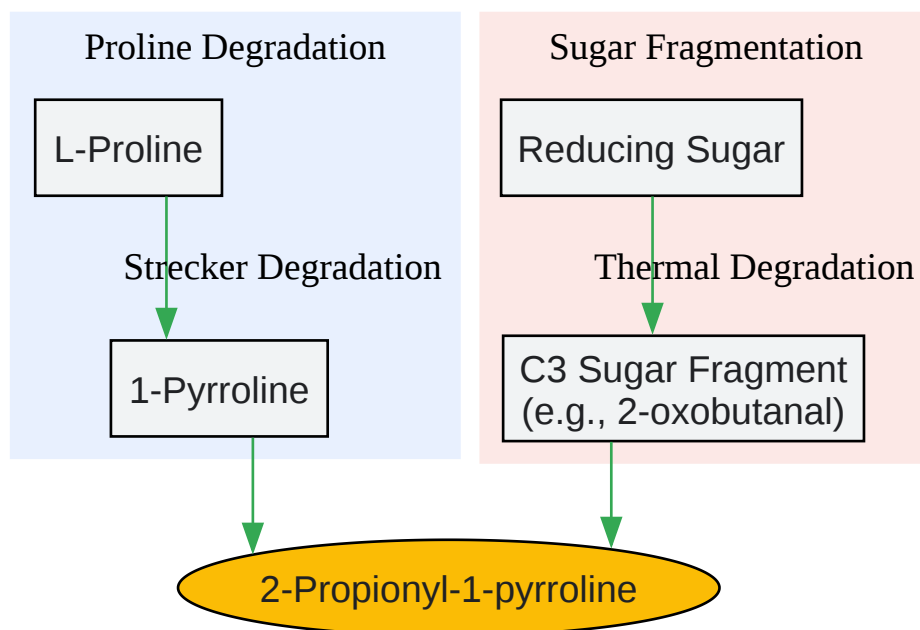 Proline Degradation
L-Proline
Strecker Degradation
1-Pyrroline
Sugar Fragmentation
Reducing Sugar
Thermal Degradation
C3 Sugar Fragment
(e.g., 2-oxobutanal)
2-Propionyl-1-pyrroline